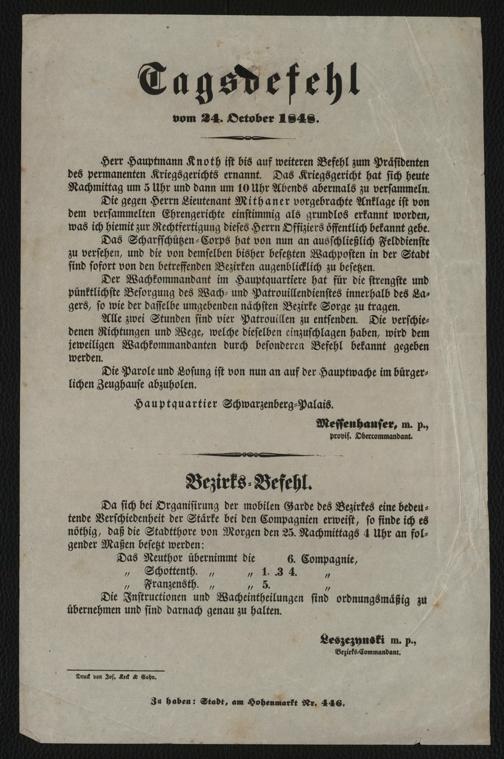 Tagsbefehl
vom 24. October 1848.
Herr Hauptmann Knoth ist bis auf weiteren Befehl zum Präsidenten
des permanenten Kriegsgerichts ernannt. Das Kriegsgericht hat sich heute
Nachmittag um 5 Uhr und dann um 10 Uhr Abends abermals zu versammeln.
Die gegen Herrn Lieutenant Mithaner vorgebrachte Anklage ist von
dem versammelten Ehrengerichte einstimmig als grundlos erkannt worden,
was ich hiemit zur Rechtfertigung dieses Herrn Offiziers öffentlich bekannt gebe.
Das Scharfschützen-Corps hat von nun an ausschließlich Felddienste
zu versehen, und die von demselben bisher besetzten Wachposten in der Stadt
sind sofort von den betreffenden Bezirken augenblicklich zu besetzen.
Der Wachkommandant im Hauptquartiere hat für die strengste und
pünktlichste Besorgung des Wach- und Patrouillendienstes innerhalb des La-
gers, so wie der dasselbe umgebenden nächsten Bezirke Sorge zu tragen.
Alle zwei Stunden sind vier Patrouillen zu entsenden. Die verschie-
denen Richtungen und Wege, welche dieselben einzuschlagen haben, wird dem
jeweiligen Wachkommandanten durch besonderen Befehl bekannt gegeben
werden.
Die Parole und Losung ist von nun an auf der Hauptwache im bürger-
lichen Zeughause abzuholen.
Hauptquartier Schwarzenberg-Palais.
Messenhauser, m. p.,
provis. Obercommandant.
Bezirks-Befehl.
Da sich bei Organisirung der mobilen Garde des Bezirkes eine bedeu-
tende Verschiedenheit der Stärke bei den Compagnien erweist, so finde ich es
nöthig, daß die Stadtthore von Morgen den 25. Nachmittags 4 Uhr an fol-
gender Maßen besetzt werden:
Das Neuthor übernimmt die 6. Compagnie,
„ Schottenth. „ „ 1. .3 4. „
„ Franzensth. „ „ 5. „
Die Instructionen und Wacheintheilungen sind ordnungsmäßig zu
übernehmen und sind darnach genau zu halten.
Leszczynski m. p.,
Bezirks-Commandant.
Druck von Jos. Keck & Sohn.
Zu haben: Stadt, am Hohenmarkt Nr. 446.